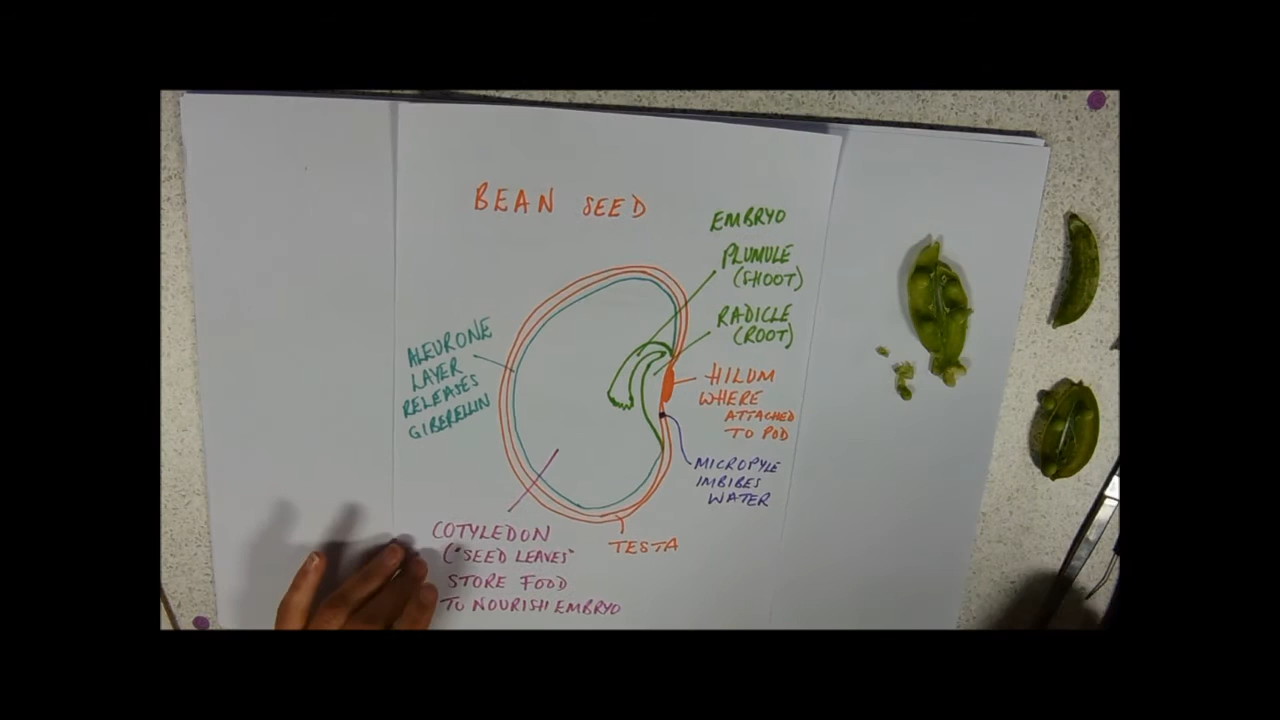 BEAN SEED
EMBRYO
PLUMULE
(SHOOT)
RADICLE
(ROOT)
HILUM
WHERE
ATTACHED
TO POD
MICROPYLE
IMBIBES
WATER
ALEURONE
LAYER
RELEASES
GIBERELLIN
COTYLEDON
("SEED LEAVES"
STORE FOOD
TO NOURISH EMBRYO
TESTA